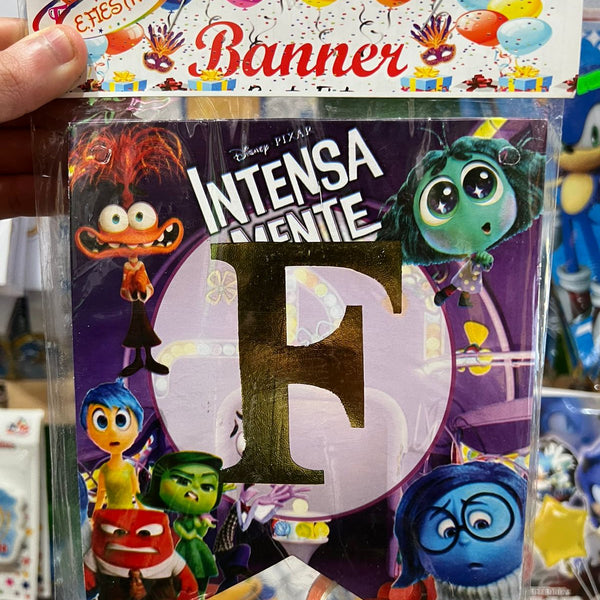 Banner
Disney PIXAR
INTENSA
MENTE
F